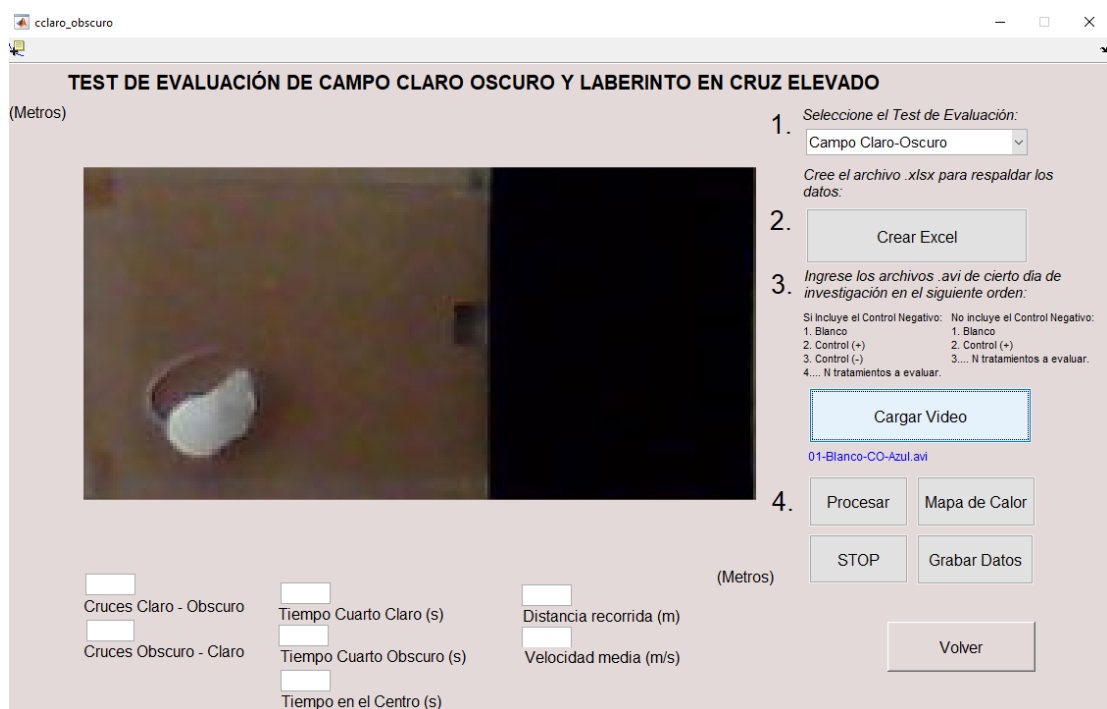 cclaro_obscuro
TEST DE EVALUACIÓN DE CAMPO CLARO OSCURO Y LABERINTO EN CRUZ ELEVADO
(Metros)
1.
Seleccione el Test de Evaluación:
Campo Claro-Oscuro
Cree el archivo .xlsx para respaldar los
datos:
2.
Crear Excel
3.
Ingrese los archivos .avi de cierto dìa de
investigación en el siguiente orden:
Si Incluye el Control Negativo:
1. Blanco
2. Control (+)
3. Control (-)
4.... N tratamientos a evaluar.
No incluye el Control Negativo:
1. Blanco
2. Control (+)
3.... N tratamientos a evaluar.
Cargar Video
01-Blanco-CO-Azul.avi
4.
Procesar
Mapa de Calor
STOP
Grabar Datos
(Metros)
Cruces Claro - Obscuro
Cruces Obscuro - Claro
Tiempo Cuarto Claro (s)
Tiempo Cuarto Obscuro (s)
Tiempo en el Centro (s)
Distancia recorrida (m)
Velocidad media (m/s)
Volver